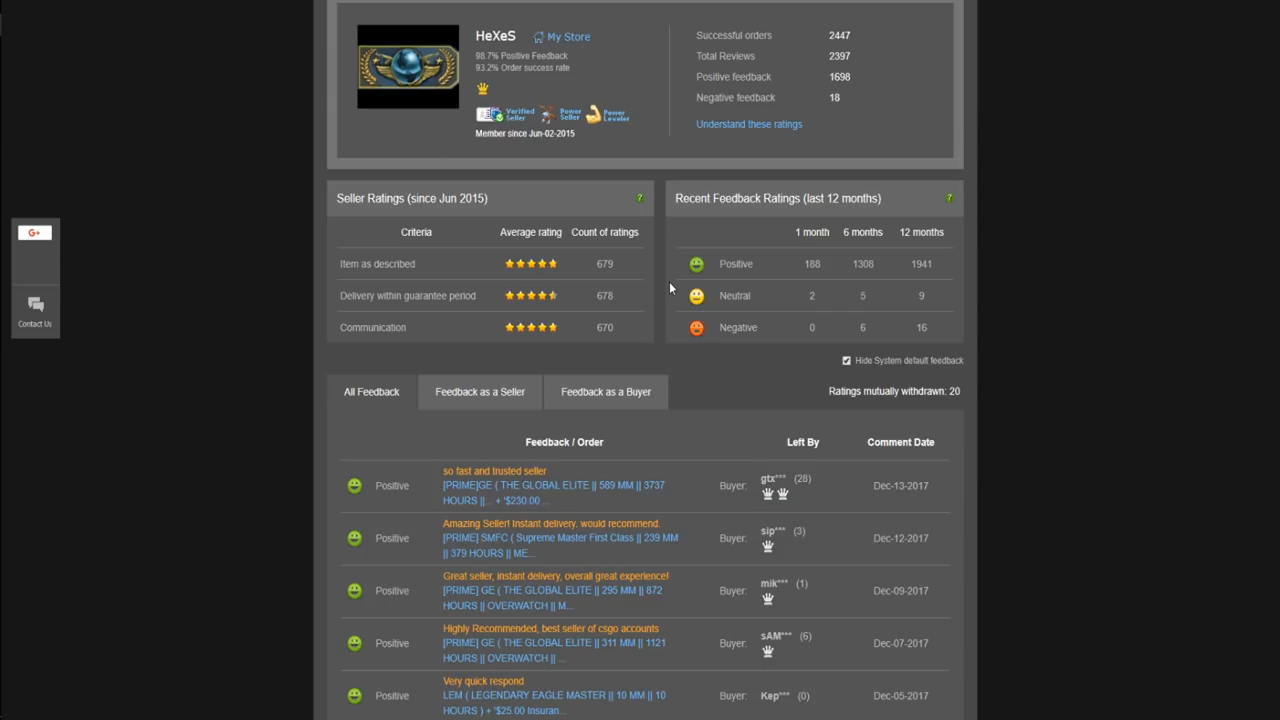 HeXeS My Store
98.7% Positive Feedback
93.2% Order success rate
Verified Seller Power Seller Power Leveler
Member since Jun-02-2015
Successful orders 2447
Total Reviews 2397
Positive feedback 1698
Negative feedback 18
Understand these ratings
G+
Contact Us
Seller Ratings (since Jun 2015) ?
Criteria Average rating Count of ratings
Item as described 679
Delivery within guarantee period 678
Communication 670
Recent Feedback Ratings (last 12 months) ?
1 month 6 months 12 months
Positive 188 1308 1941
Neutral 2 5 9
Negative 0 6 16
Hide System default feedback
All Feedback Feedback as a Seller Feedback as a Buyer Ratings mutually withdrawn: 20
Feedback / Order Left By Comment Date
so fast and trusted seller
Positive [PRIME]GE ( THE GLOBAL ELITE || 589 MM || 3737 Buyer: gtx*** (28) Dec-13-2017
HOURS ||... + '$230.00 ...
Amazing Seller! Instant delivery. would recommend.
Positive [PRIME] SMFC ( Supreme Master First Class || 239 MM Buyer: sip*** (3) Dec-12-2017
|| 379 HOURS || ME...
Great seller, instant delivery, overall great experience!
Positive [PRIME] GE ( THE GLOBAL ELITE || 295 MM || 872 Buyer: mik*** (1) Dec-09-2017
HOURS || OVERWATCH || M...
Highly Recommended, best seller of csgo accounts
Positive [PRIME] GE ( THE GLOBAL ELITE || 311 MM || 1121 Buyer: sAM*** (6) Dec-07-2017
HOURS || OVERWATCH || ...
Very quick respond
Positive LEM ( LEGENDARY EAGLE MASTER || 10 MM || 10 Buyer: Kep*** (0) Dec-05-2017
HOURS ) + '$25.00 Insuran...